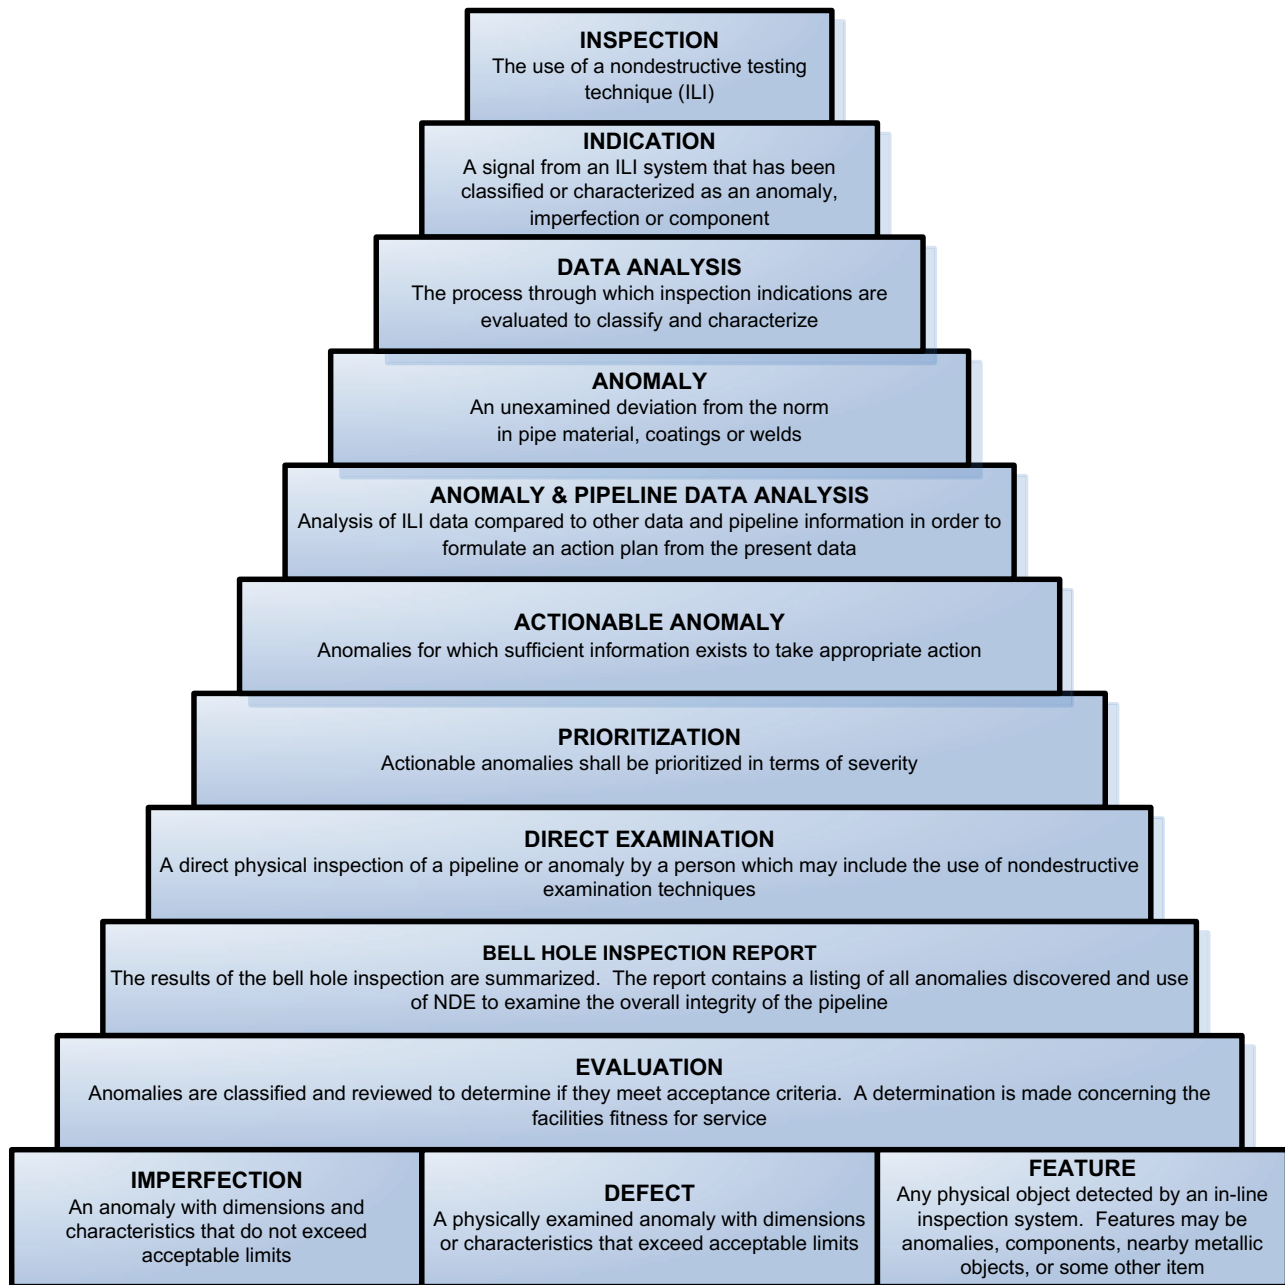 INSPECTION
The use of a nondestructive testing
technique (ILI)
INDICATION
A signal from an ILI system that has been
classified or characterized as an anomaly,
imperfection or component
DATA ANALYSIS
The process through which inspection indications are
evaluated to classify and characterize
ANOMALY
An unexamined deviation from the norm
in pipe material, coatings or welds
ANOMALY & PIPELINE DATA ANALYSIS
Analysis of ILI data compared to other data and pipeline information in order to
formulate an action plan from the present data
ACTIONABLE ANOMALY
Anomalies for which sufficient information exists to take appropriate action
PRIORITIZATION
Actionable anomalies shall be prioritized in terms of severity
DIRECT EXAMINATION
A direct physical inspection of a pipeline or anomaly by a person which may include the use of nondestructive
examination techniques
BELL HOLE INSPECTION REPORT
The results of the bell hole inspection are summarized.  The report contains a listing of all anomalies discovered and use
of NDE to examine the overall integrity of the pipeline
EVALUATION
Anomalies are classified and reviewed to determine if they meet acceptance criteria.  A determination is made concerning the
facilities fitness for service
IMPERFECTION
An anomaly with dimensions and
characteristics that do not exceed
acceptable limits
DEFECT
A physically examined anomaly with dimensions
or characteristics that exceed acceptable limits
FEATURE
Any physical object detected by an in-line
inspection system.  Features may be
anomalies, components, nearby metallic
objects, or some other item